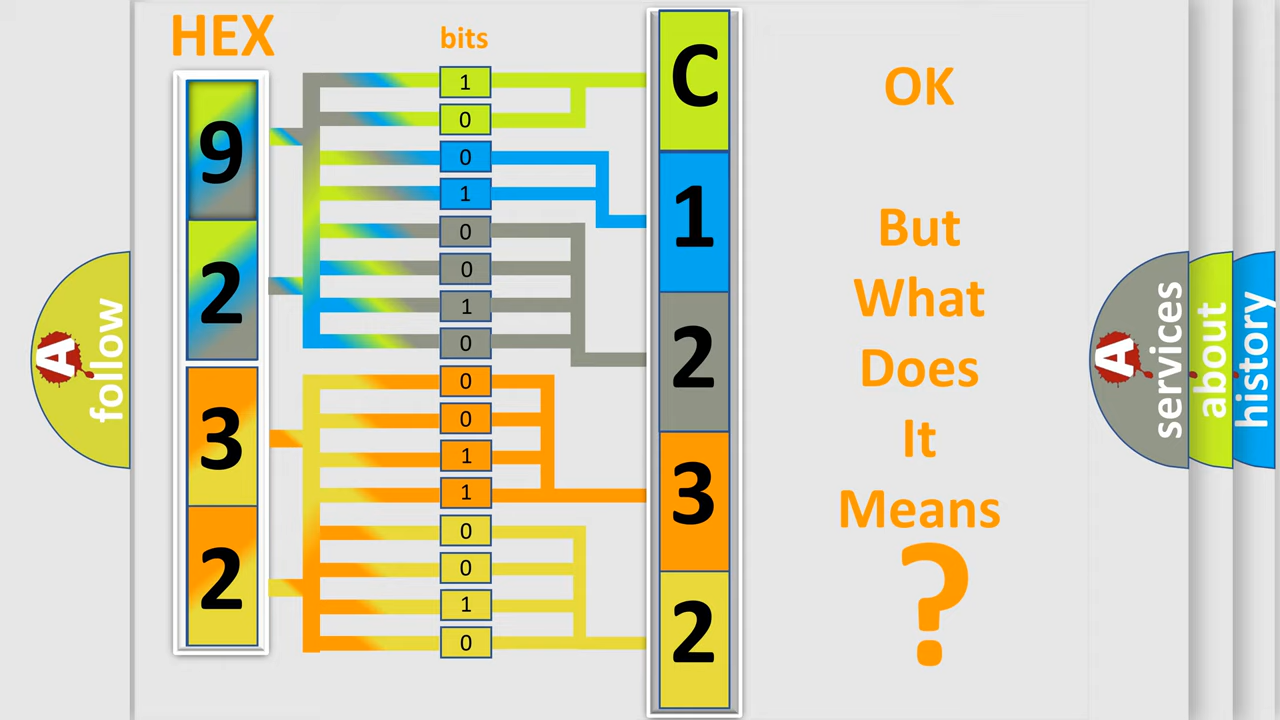 HEX
bits
9
2
3
2
1
0
0
1
0
0
1
0
0
0
1
1
0
0
1
0
C
1
2
3
2
OK
But
What
Does
It
Means
?
A
follow
A
services
about
history